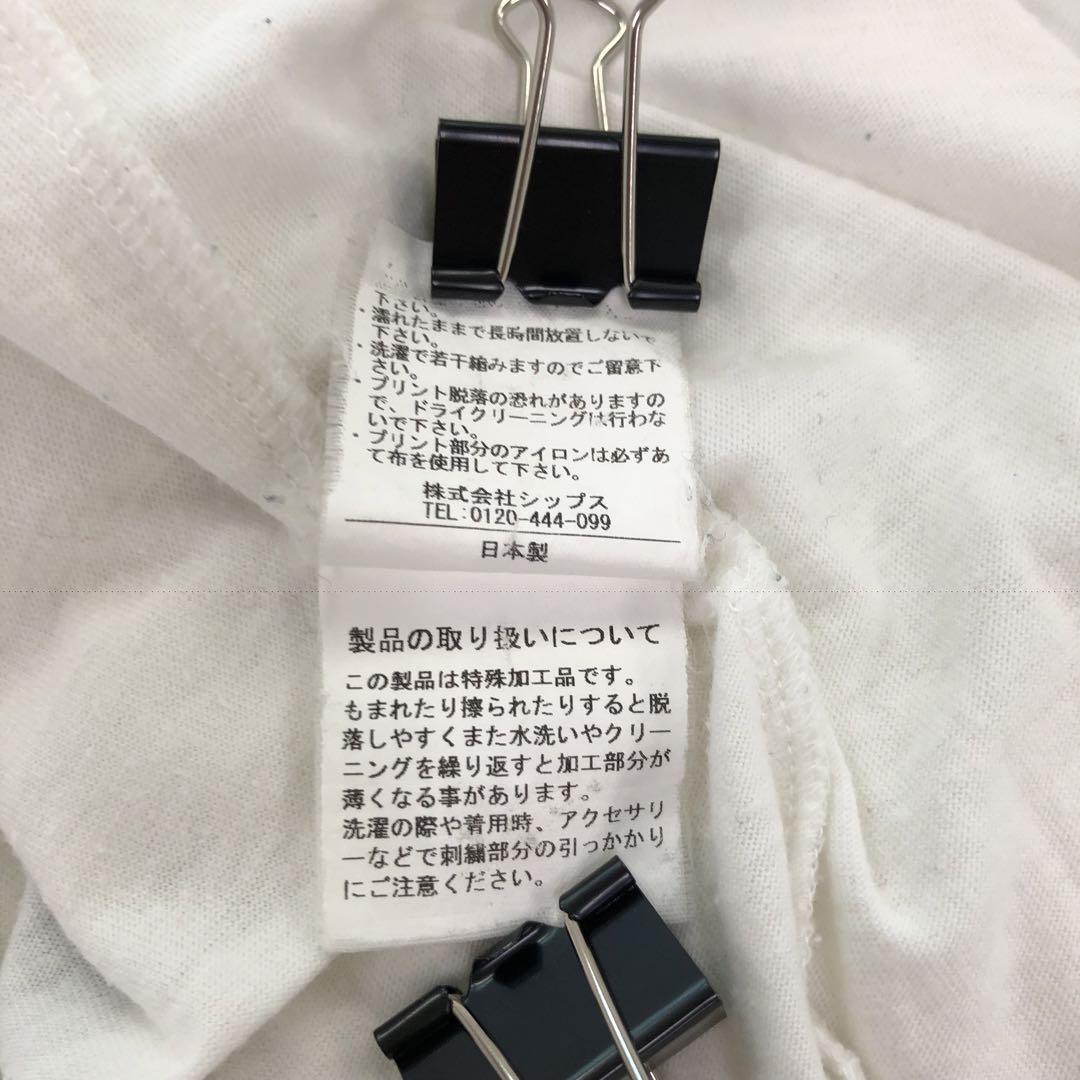 下さい。
・濡れたままで長時間放置しないで
下さい。
・洗濯で若干縮みますのでご留意下
さい。
・プリント脱落の恐れがありますの
で、ドライクリーニングは行わな
いで下さい。
・プリント部分のアイロンは必ずあ
て布を使用して下さい。
株式会社シップス
TEL:0120-444-099
日本製
製品の取り扱いについて
この製品は特殊加工品です。
もまれたり擦られたりすると脱
落しやすくまた水洗いやクリー
ニングを繰り返すと加工部分が
薄くなる事があります。
洗濯の際や着用時、アクセサリ
ーなどで刺繍部分の引っかかり
にご注意ください。